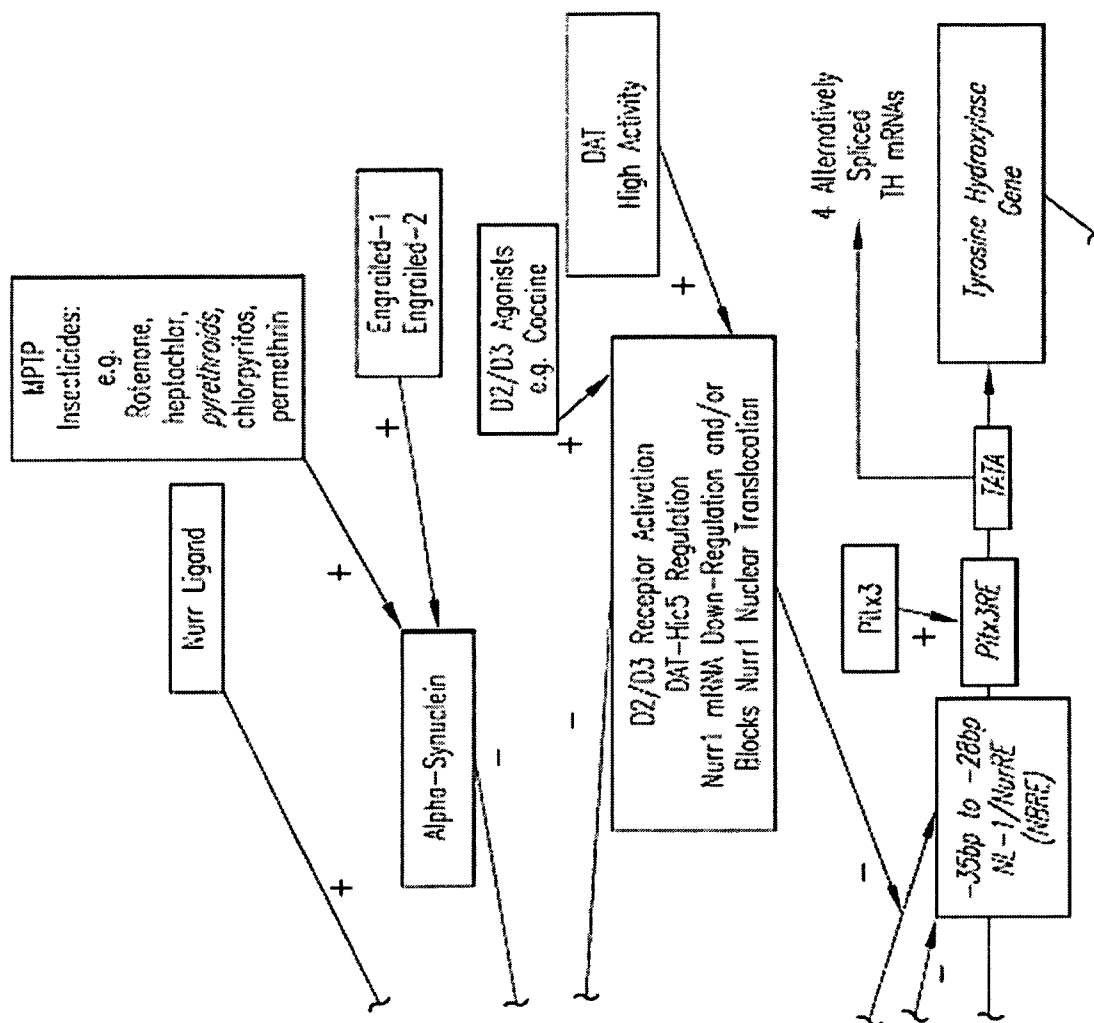 MPTP
Insecticides:
e.g.
Rotenone,
heptachlor,
pyrethroids,
chlorpyrifos,
permethrin
Nurr Ligand
+
+
Engrailed-1
Engrailed-2
+
Alpha-Synuclein
-
D2/D3 Agonists
e.g. Cocaine
+
DAT
High Activity
+
-
D2/D3 Receptor Activation
DAT-Hic5 Regulation
Nurr1 mRNA Down-Regulation and/or
Blocks Nurr1 Nuclear Translocation
-
-
4 Alternatively
Spliced
TH mRNAs
Pitx3
+
-35bp to -28bp
NL-1/NurRE
(NBRE)
Pitx3RE
TATA
Tyrosine Hydroxylase
Gene